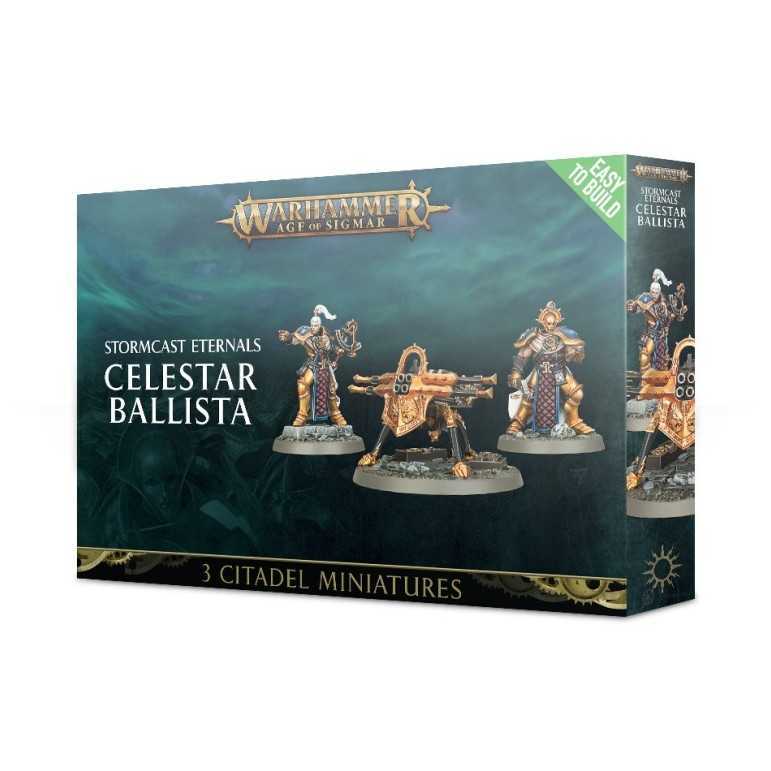 WARHAMMER
AGE OF SIGMAR
EASY
TO BUILD
STORMCAST ETERNALS
CELESTAR
BALLISTA
3 CITADEL MINIATURES
WARHAMMER
STORMCAST
ETERNALS
CELESTAR
BALLISTA